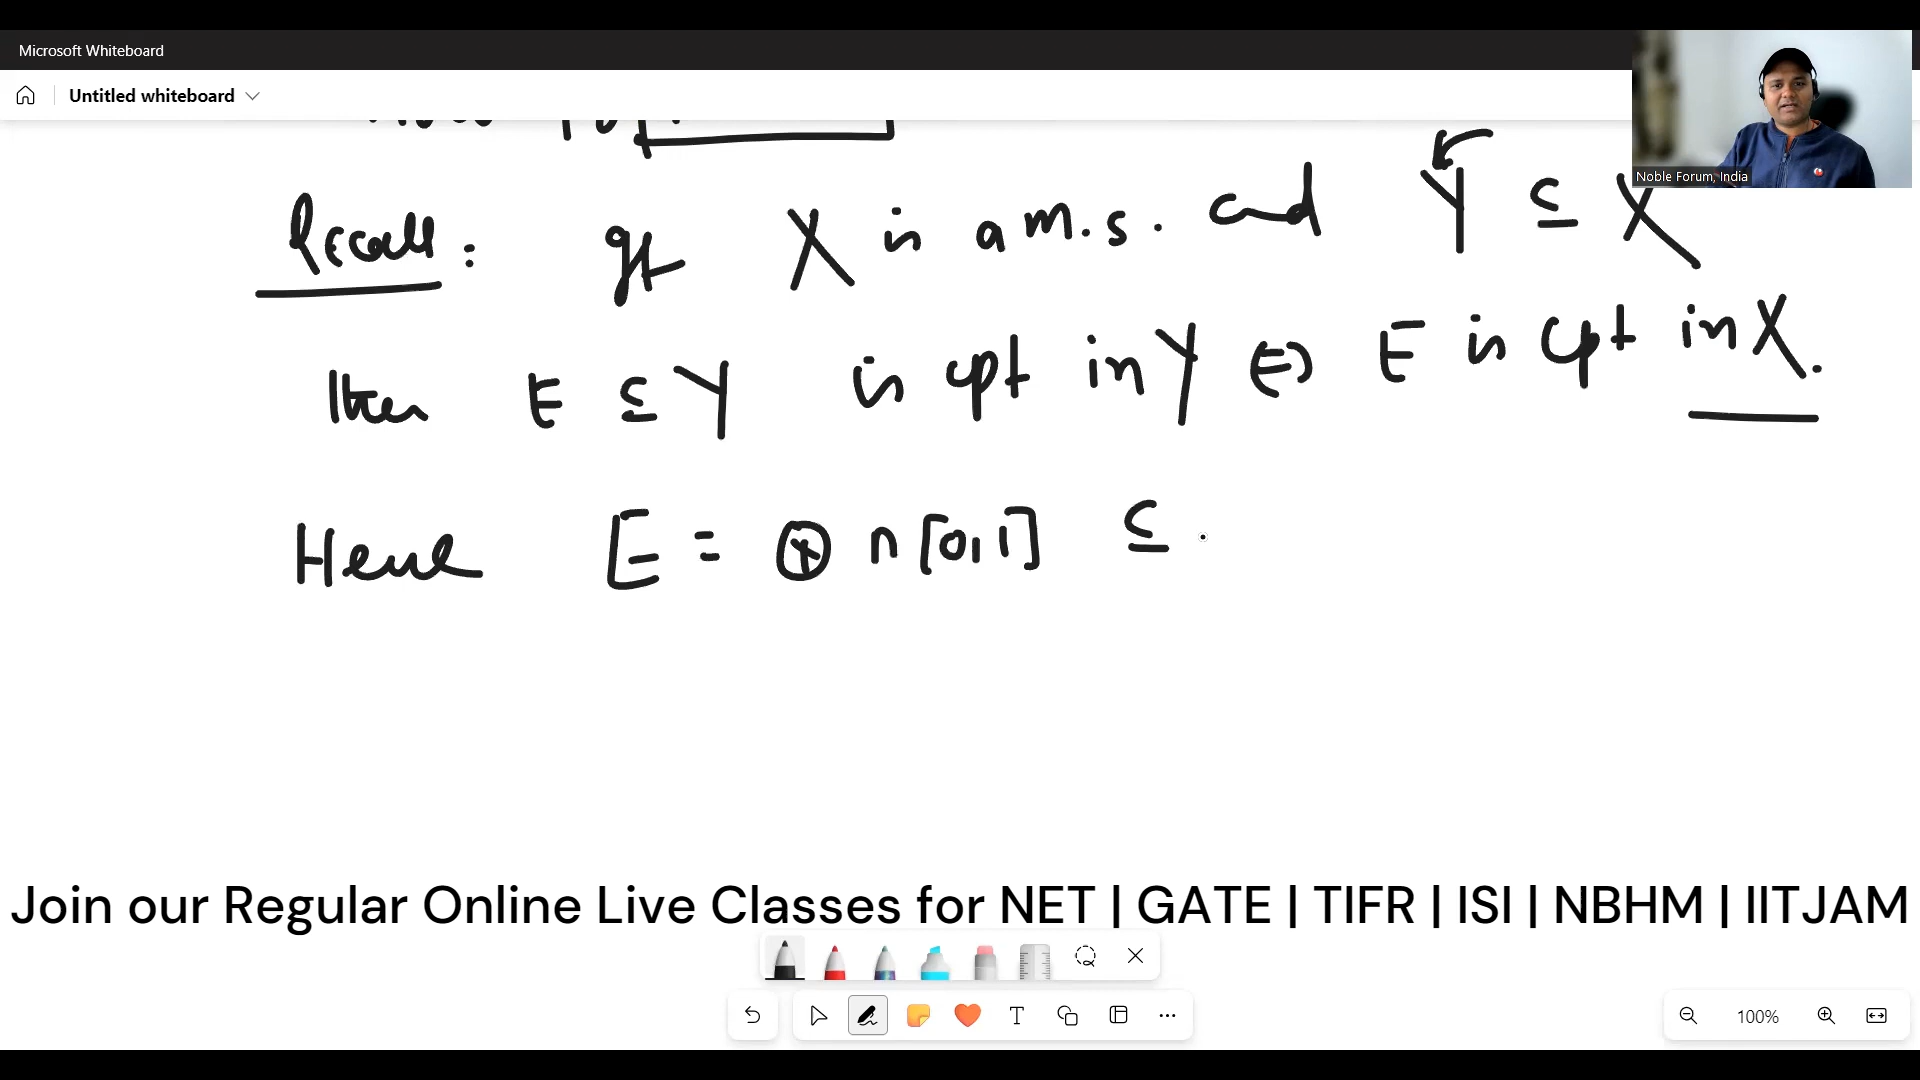 Microsoft Whiteboard
Untitled whiteboard
Noble Forum, India
Recall: If X is a m.s. and Y ⊆ X
then E ⊆ Y is cpt in Y ⇔ E is cpt in X.
Here E = ∩ [0,1] ⊆
Join our Regular Online Live Classes for NET | GATE | TIFR | ISI | NBHM | IITJAM
100%